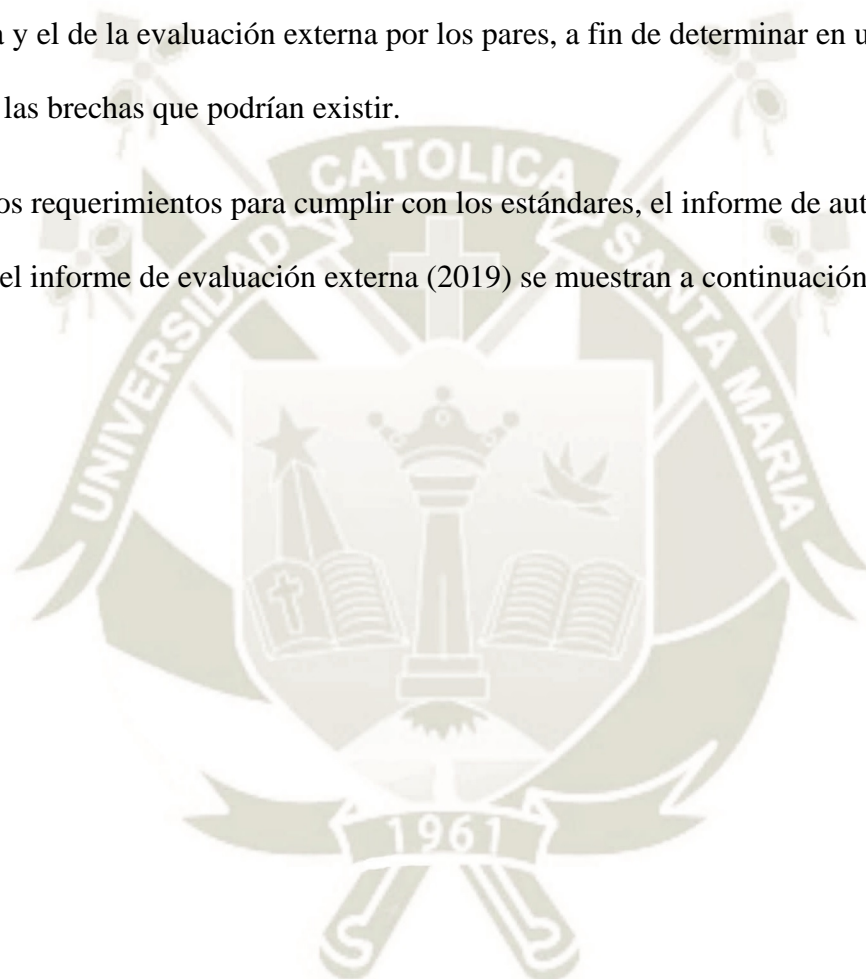 y el de la evaluación externa por los pares, a fin de determinar en
las brechas que podrían existir.
os requerimientos para cumplir con los estándares, el informe de aut
el informe de evaluación externa (2019) se muestran a continuación
CATOLICA
UNIVERSIDAD
SANTA MARIA
1961